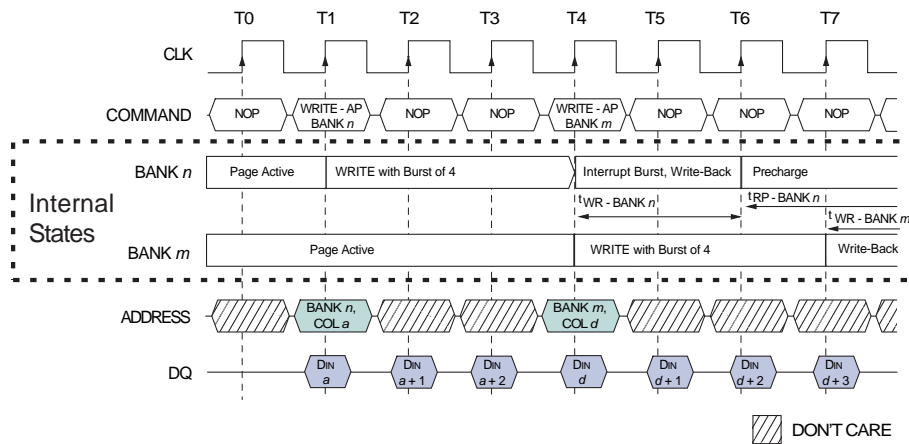 T0 T1 T2 T3 T4 T5 T6 T7
CLK
COMMAND NOP WRITE - AP BANK n NOP NOP WRITE - AP BANK m NOP NOP NOP
BANK n Page Active WRITE with Burst of 4 Interrupt Burst, Write-Back Precharge
Internal States
tWR - BANK n tRP - BANK n
tWR - BANK m
BANK m Page Active WRITE with Burst of 4 Write-Back
ADDRESS BANK n, COL a BANK m, COL d
DQ DIN a DIN a + 1 DIN a + 2 DIN d DIN d + 1 DIN d + 2 DIN d + 3
DON'T CARE